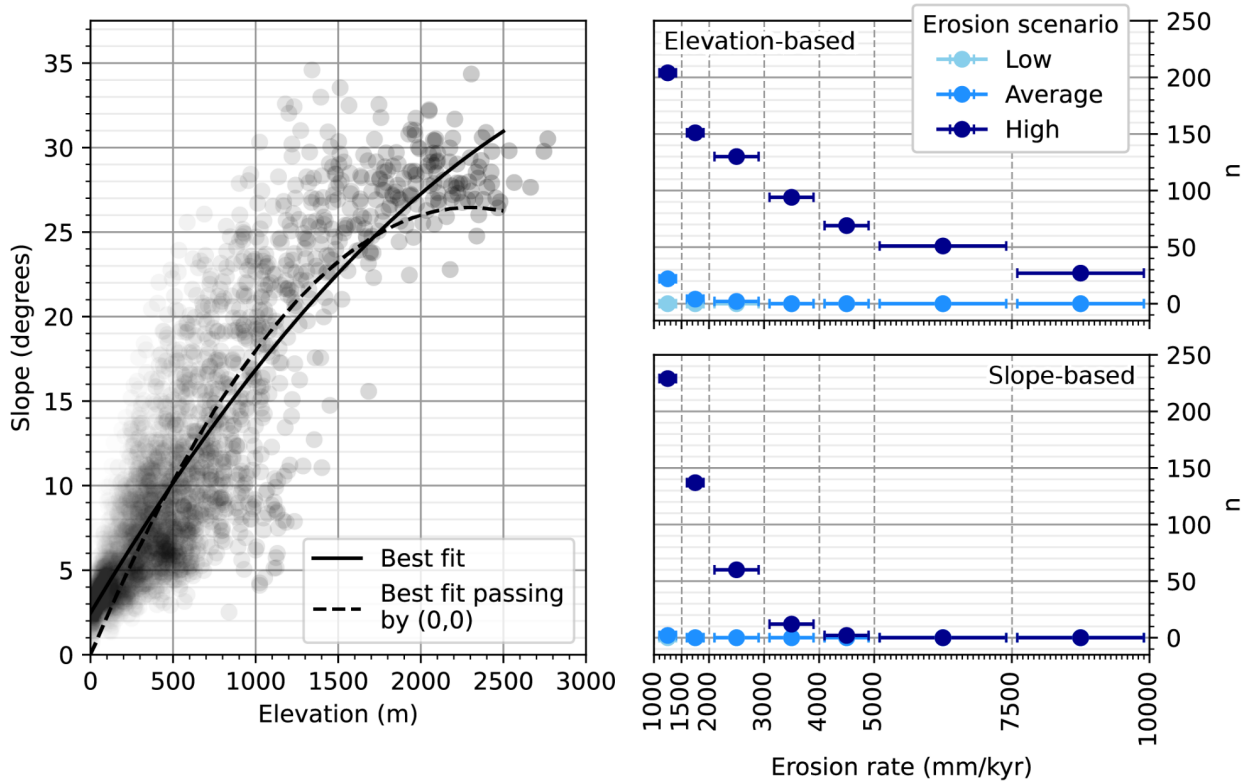 35
30
25
20
15
10
5
0
Slope (degrees)
0
500
1000
1500
2000
2500
3000
Elevation (m)
Best fit
Best fit passing
by (0,0)
Elevation-based
Erosion scenario
Low
Average
High
250
200
150
100
50
0
n
Slope-based
250
200
150
100
50
0
n
1000
1500
2000
3000
4000
5000
7500
10000
Erosion rate (mm/kyr)